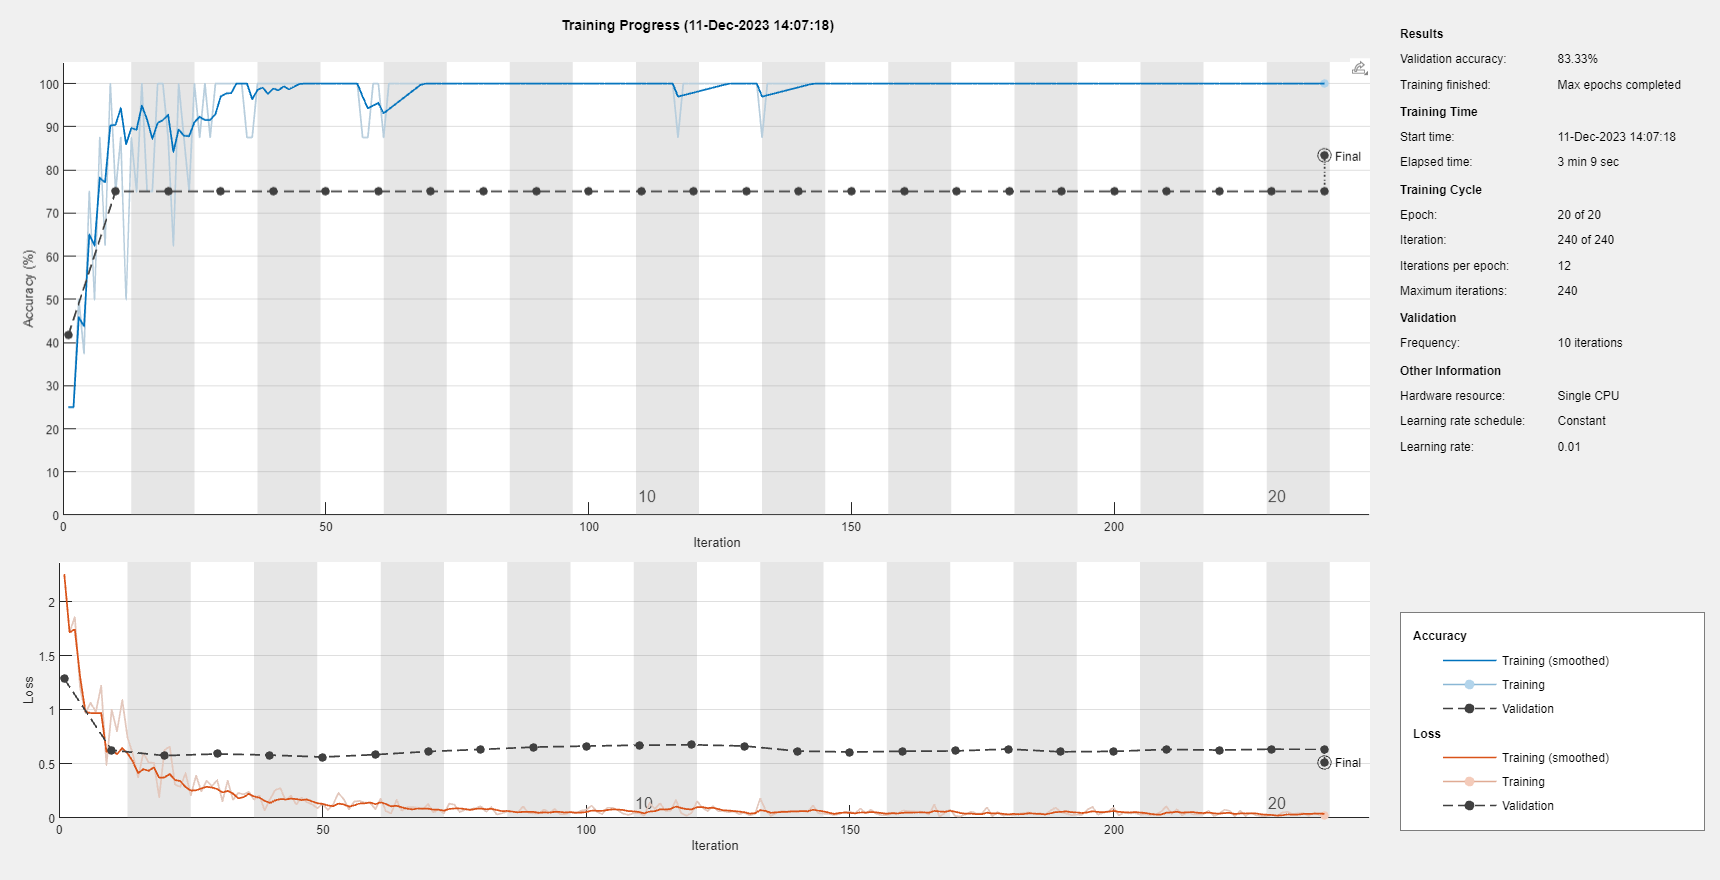 Training Progress (11-Dec-2023 14:07:18)
100
90
80
70
60
50
40
30
20
10
0
Accuracy (%)
Final
10
20
0
50
100
150
200
Iteration
2
1.5
1
0.5
0
Loss
Final
10
20
0
50
100
150
200
Iteration
Results
Validation accuracy: 83.33%
Training finished: Max epochs completed
Training Time
Start time: 11-Dec-2023 14:07:18
Elapsed time: 3 min 9 sec
Training Cycle
Epoch: 20 of 20
Iteration: 240 of 240
Iterations per epoch: 12
Maximum iterations: 240
Validation
Frequency: 10 iterations
Other Information
Hardware resource: Single CPU
Learning rate schedule: Constant
Learning rate: 0.01
Accuracy
Training (smoothed)
Training
Validation
Loss
Training (smoothed)
Training
Validation